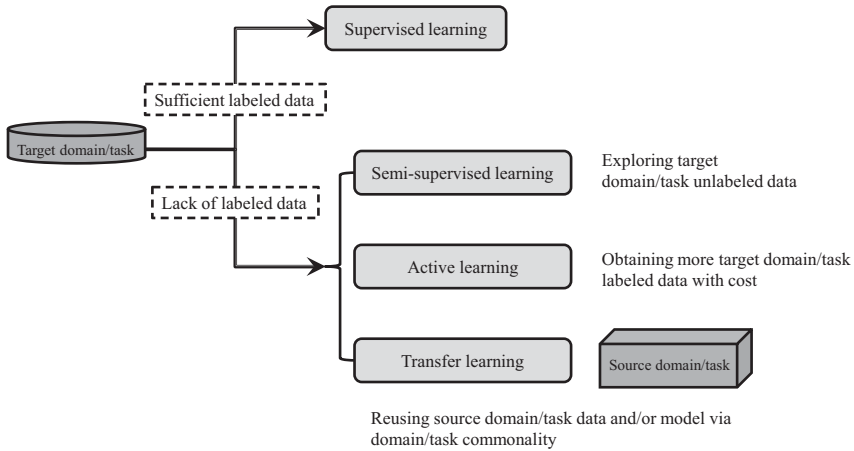 Supervised learning
Sufficient labeled data
Target domain/task
Lack of labeled data
Semi-supervised learning
Exploring target
domain/task unlabeled data
Active learning
Obtaining more target domain/task
labeled data with cost
Transfer learning
Source domain/task
Reusing source domain/task data and/or model via
domain/task commonality